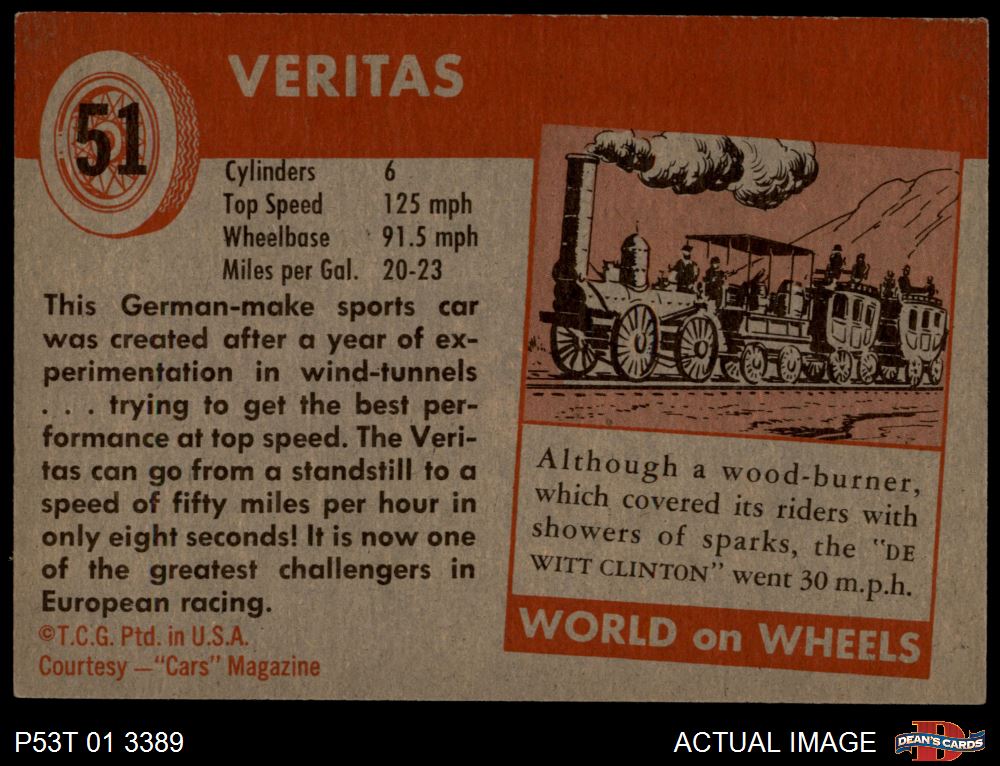 51
VERITAS
Cylinders 6
Top Speed 125 mph
Wheelbase 91.5 mph
Miles per Gal. 20-23
This German-make sports car
was created after a year of ex-
perimentation in wind-tunnels
. . . trying to get the best per-
formance at top speed. The Veri-
tas can go from a standstill to a
speed of fifty miles per hour in
only eight seconds! It is now one
of the greatest challengers in
European racing.
©T.C.G. Ptd. in U.S.A.
Courtesy —"Cars" Magazine
Although a wood-burner,
which covered its riders with
showers of sparks, the "DE
WITT CLINTON" went 30 m.p.h.
WORLD on WHEELS
P53T 01 3389
ACTUAL IMAGE
D
DEAN'S CARDS